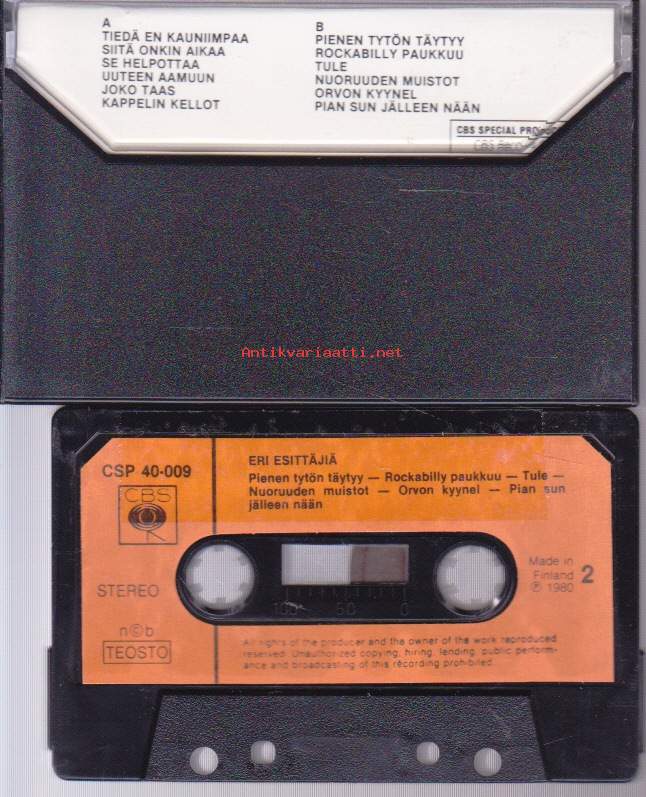 A
TIEDÄ EN KAUNIIMPAA
SIITÄ ONKIN AIKAA
SE HELPOTTAA
UUTEEN AAMUUN
JOKO TAAS
KAPPELIN KELLOT
B
PIENEN TYTÖN TÄYTYY
ROCKABILLY PAUKKUU
TULE
NUORUUDEN MUISTOT
ORVON KYYNEL
PIAN SUN JÄLLEEN NÄÄN
CBS SPECIAL
CBS
Antikvariaatti.net
CSP 40-009
CBS
STEREO
n©b
TEOSTO
ERI ESITTÄJIÄ
Pienen tytön täytyy — Rockabilly paukkuu — Tule —
Nuoruuden muistot — Orvon kyynel — Pian sun
jälleen nään
100 50 0
Made in
Finland 2
℗ 1980
All rights of the producer and the owner of the work reproduced
reserved. Unauthorized copying, hiring, lending, public perform-
ance and broadcasting of this recording prohibited.